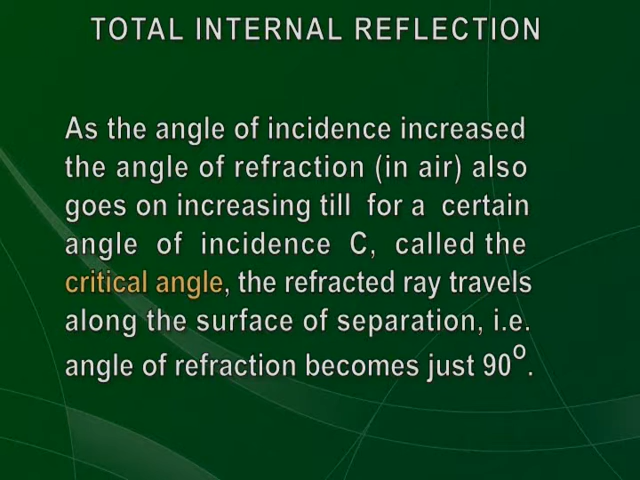 TOTAL INTERNAL REFLECTION
As the angle of incidence increased
the angle of refraction (in air) also
goes on increasing till for a certain
angle of incidence C, called the
critical angle, the refracted ray travels
along the surface of separation, i.e.
angle of refraction becomes just 90º.